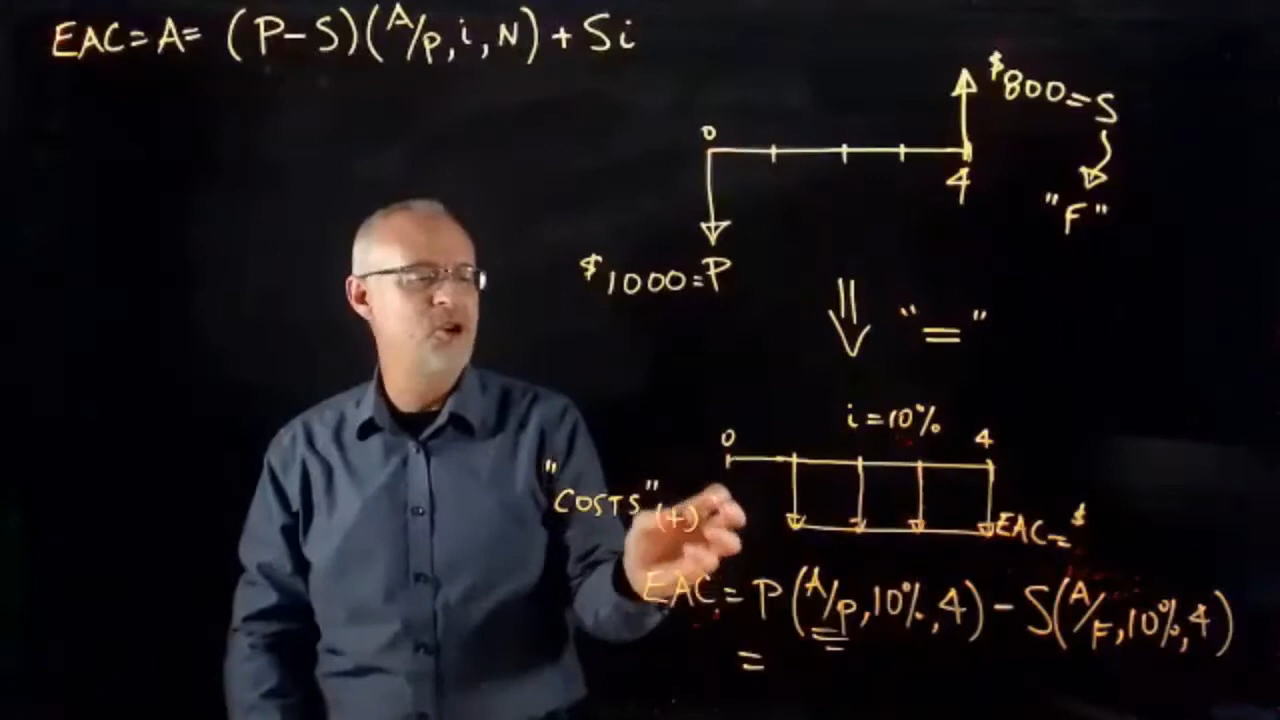 EAC = A = (P-S)(A/P, i, N) + Si
$800 = S
0
4
"F"
$1000 = P
"="
i = 10%
0 4
"COSTS" (+)
EAC = $
EAC = P(A/P, 10%, 4) - S(A/F, 10%, 4)
=